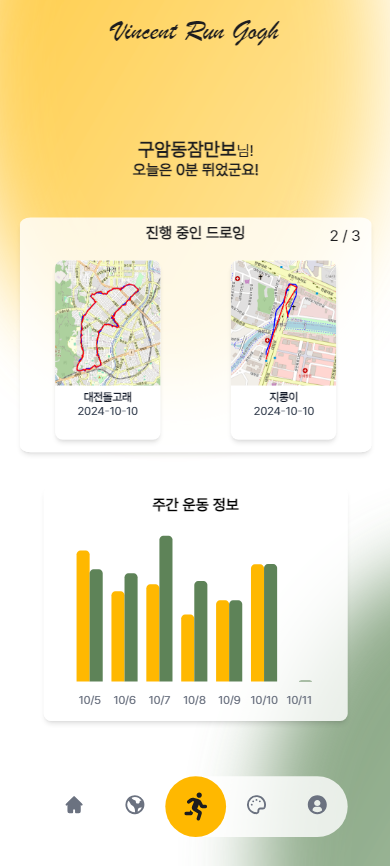 Vincent Run Gogh
구암동잠만보님!
오늘은 0분 뛰었군요!
진행 중인 드로잉
2 / 3
대전돌고래
2024-10-10
지롱이
2024-10-10
주간 운동 정보
10/5 10/6 10/7 10/8 10/9 10/10 10/11